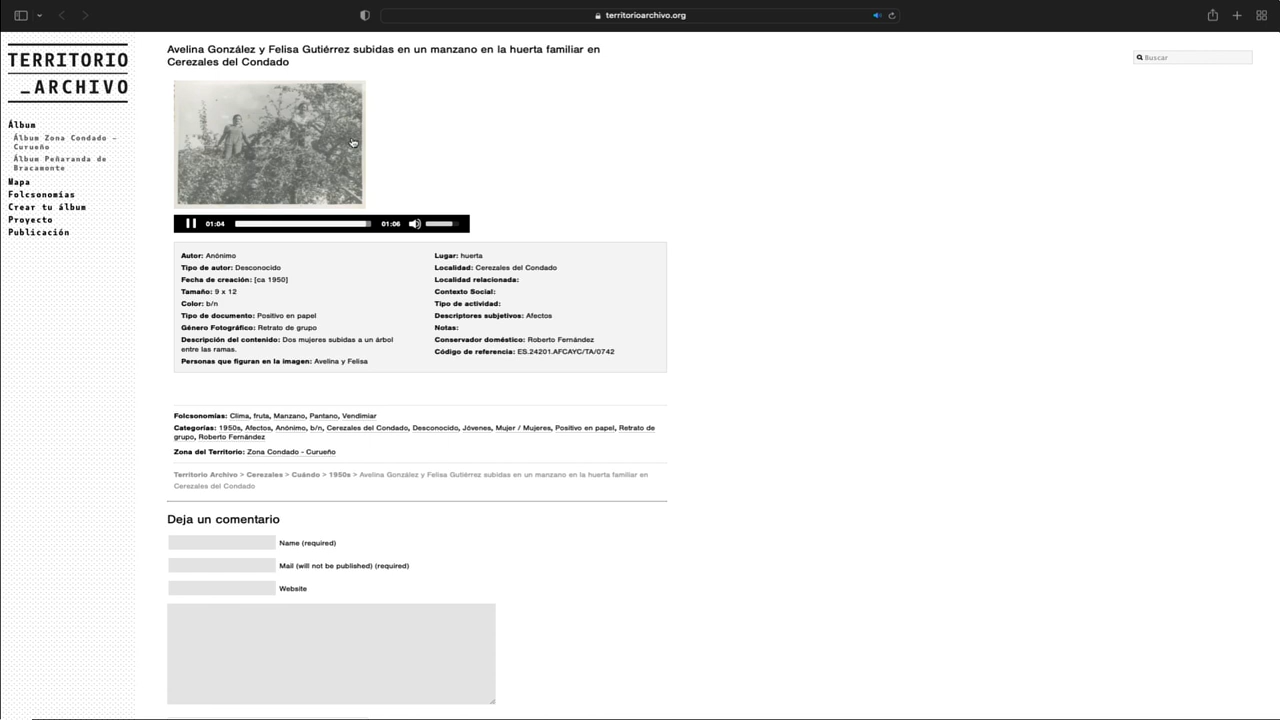 territorioarchivo.org
TERRITORIO
_ARCHIVO
Álbum
Álbum Zona Condado –
Curueño
Álbum Peñaranda de
Bracamonte
Mapa
Folcsonomías
Crear tu álbum
Proyecto
Publicación
Buscar
Avelina González y Felisa Gutiérrez subidas en un manzano en la huerta familiar en
Cerezales del Condado
01:04
01:06
Autor: Anónimo
Tipo de autor: Desconocido
Fecha de creación: [ca 1950]
Tamaño: 9 x 12
Color: b/n
Tipo de documento: Positivo en papel
Género Fotográfico: Retrato de grupo
Descripción del contenido: Dos mujeres subidas a un árbol
entre las ramas.
Personas que figuran en la imagen: Avelina y Felisa
Lugar: huerta
Localidad: Cerezales del Condado
Localidad relacionada:
Contexto Social:
Tipo de actividad:
Descriptores subjetivos: Afectos
Notas:
Conservador doméstico: Roberto Fernández
Código de referencia: ES.24201.AFCAYC/TA/0742
Folcsonomías: Clima, fruta, Manzano, Pantano, Vendimiar
Categorías: 1950s, Afectos, Anónimo, b/n, Cerezales del Condado, Desconocido, Jóvenes, Mujer / Mujeres, Positivo en papel, Retrato de
grupo, Roberto Fernández
Zona del Territorio: Zona Condado - Curueño
Territorio Archivo > Cerezales > Cuándo > 1950s > Avelina González y Felisa Gutiérrez subidas en un manzano en la huerta familiar en
Cerezales del Condado
Deja un comentario
Name (required)
Mail (will not be published) (required)
Website